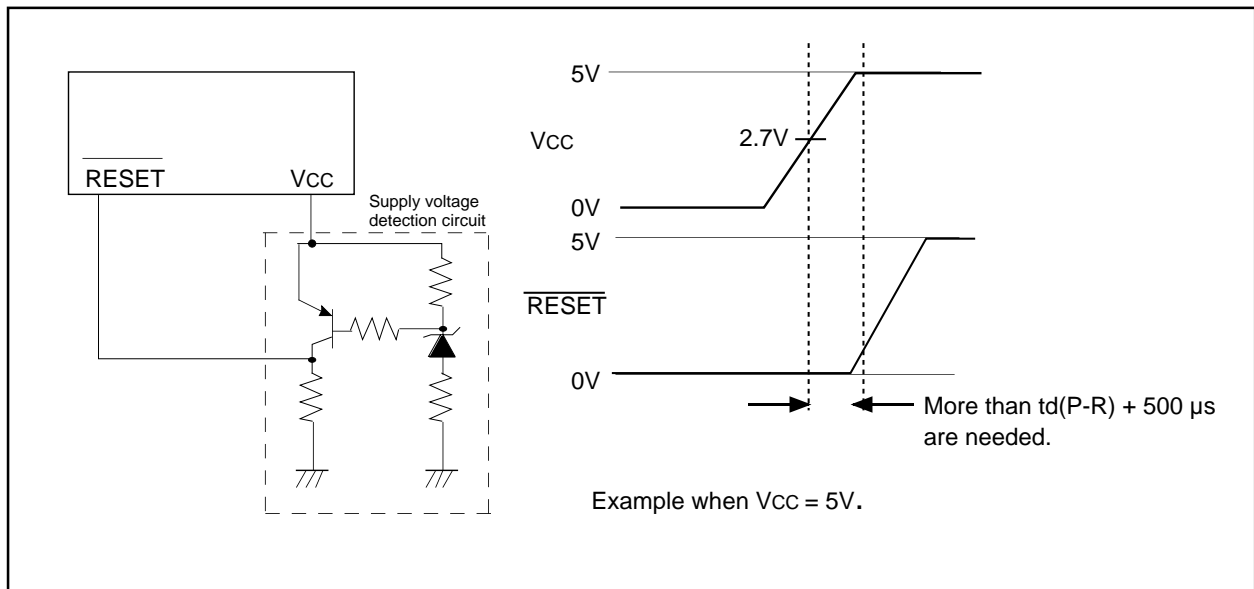 RESET VCC
Supply voltage
detection circuit
5V
VCC
2.7V
0V
5V
RESET
0V
More than td(P-R) + 500 µs
are needed.
Example when VCC = 5V.